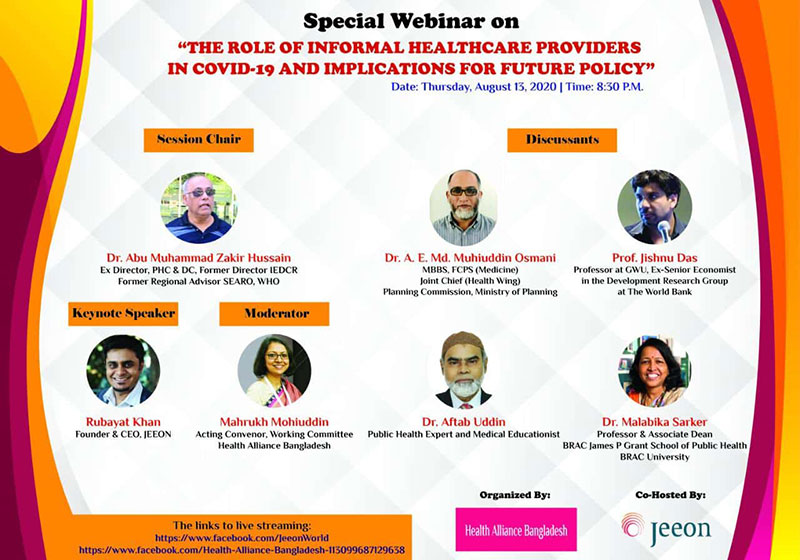 Special Webinar on
“THE ROLE OF INFORMAL HEALTHCARE PROVIDERS
IN COVID-19 AND IMPLICATIONS FOR FUTURE POLICY”
Date: Thursday, August 13, 2020 | Time: 8:30 P.M.
Session Chair
Dr. Abu Muhammad Zakir Hussain
Ex Director, PHC & DC, Former Director IEDCR
Former Regional Advisor SEARO, WHO
Discussants
Dr. A. E. Md. Muhiuddin Osmani
MBBS, FCPS (Medicine)
Joint Chief (Health Wing)
Planning Commission, Ministry of Planning
Prof. Jishnu Das
Professor at GWU, Ex-Senior Economist
in the Development Research Group
at The World Bank
Keynote Speaker
Rubayat Khan
Founder & CEO, JEEON
Moderator
Mahrukh Mohiuddin
Acting Convenor, Working Committee
Health Alliance Bangladesh
Dr. Aftab Uddin
Public Health Expert and Medical Educationist
Dr. Malabika Sarker
Professor & Associate Dean
BRAC James P Grant School of Public Health
BRAC University
The links to live streaming:
https://www.facebook.com/JeeonWorld
https://www.facebook.com/Health-Alliance-Bangladesh-113099687129638
Organized By:
Health Alliance Bangladesh
Co-Hosted By:
jeeon